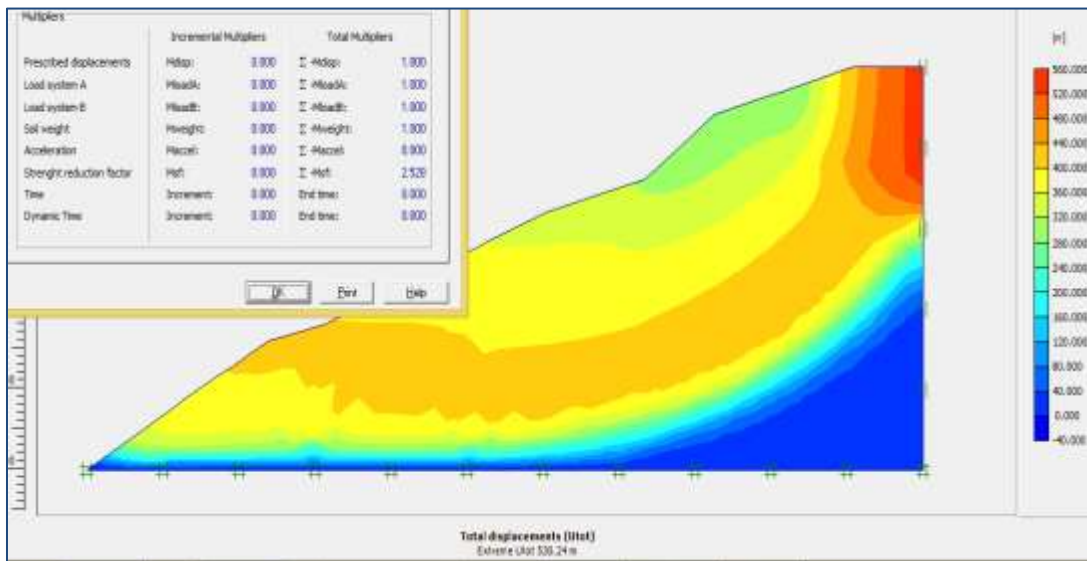 Multipliers
Incremental Multipliers Total Multipliers
Prescribed displacements Mdisp: 0.000 Σ -Mdisp: 1.000
Load system A MloadA: 0.000 Σ -MloadA: 1.000
Load system B MloadB: 0.000 Σ -MloadB: 1.000
Soil weight Mweight: 0.000 Σ -Mweight: 1.000
Acceleration Maccel: 0.000 Σ -Maccel: 0.000
Strenght reduction factor Msf: 0.000 Σ -Msf:
Time Increment: 0.000 End time: 0.000
Dynamic Time Increment: 0.000 End time: 0.000
OK Print Help
[m]
560.000
520.000
480.000
440.000
400.000
360.000
320.000
280.000
240.000
200.000
160.000
120.000
80.000
40.000
0.000
-40.000
Total displacements (Utot)
Extreme Utot m